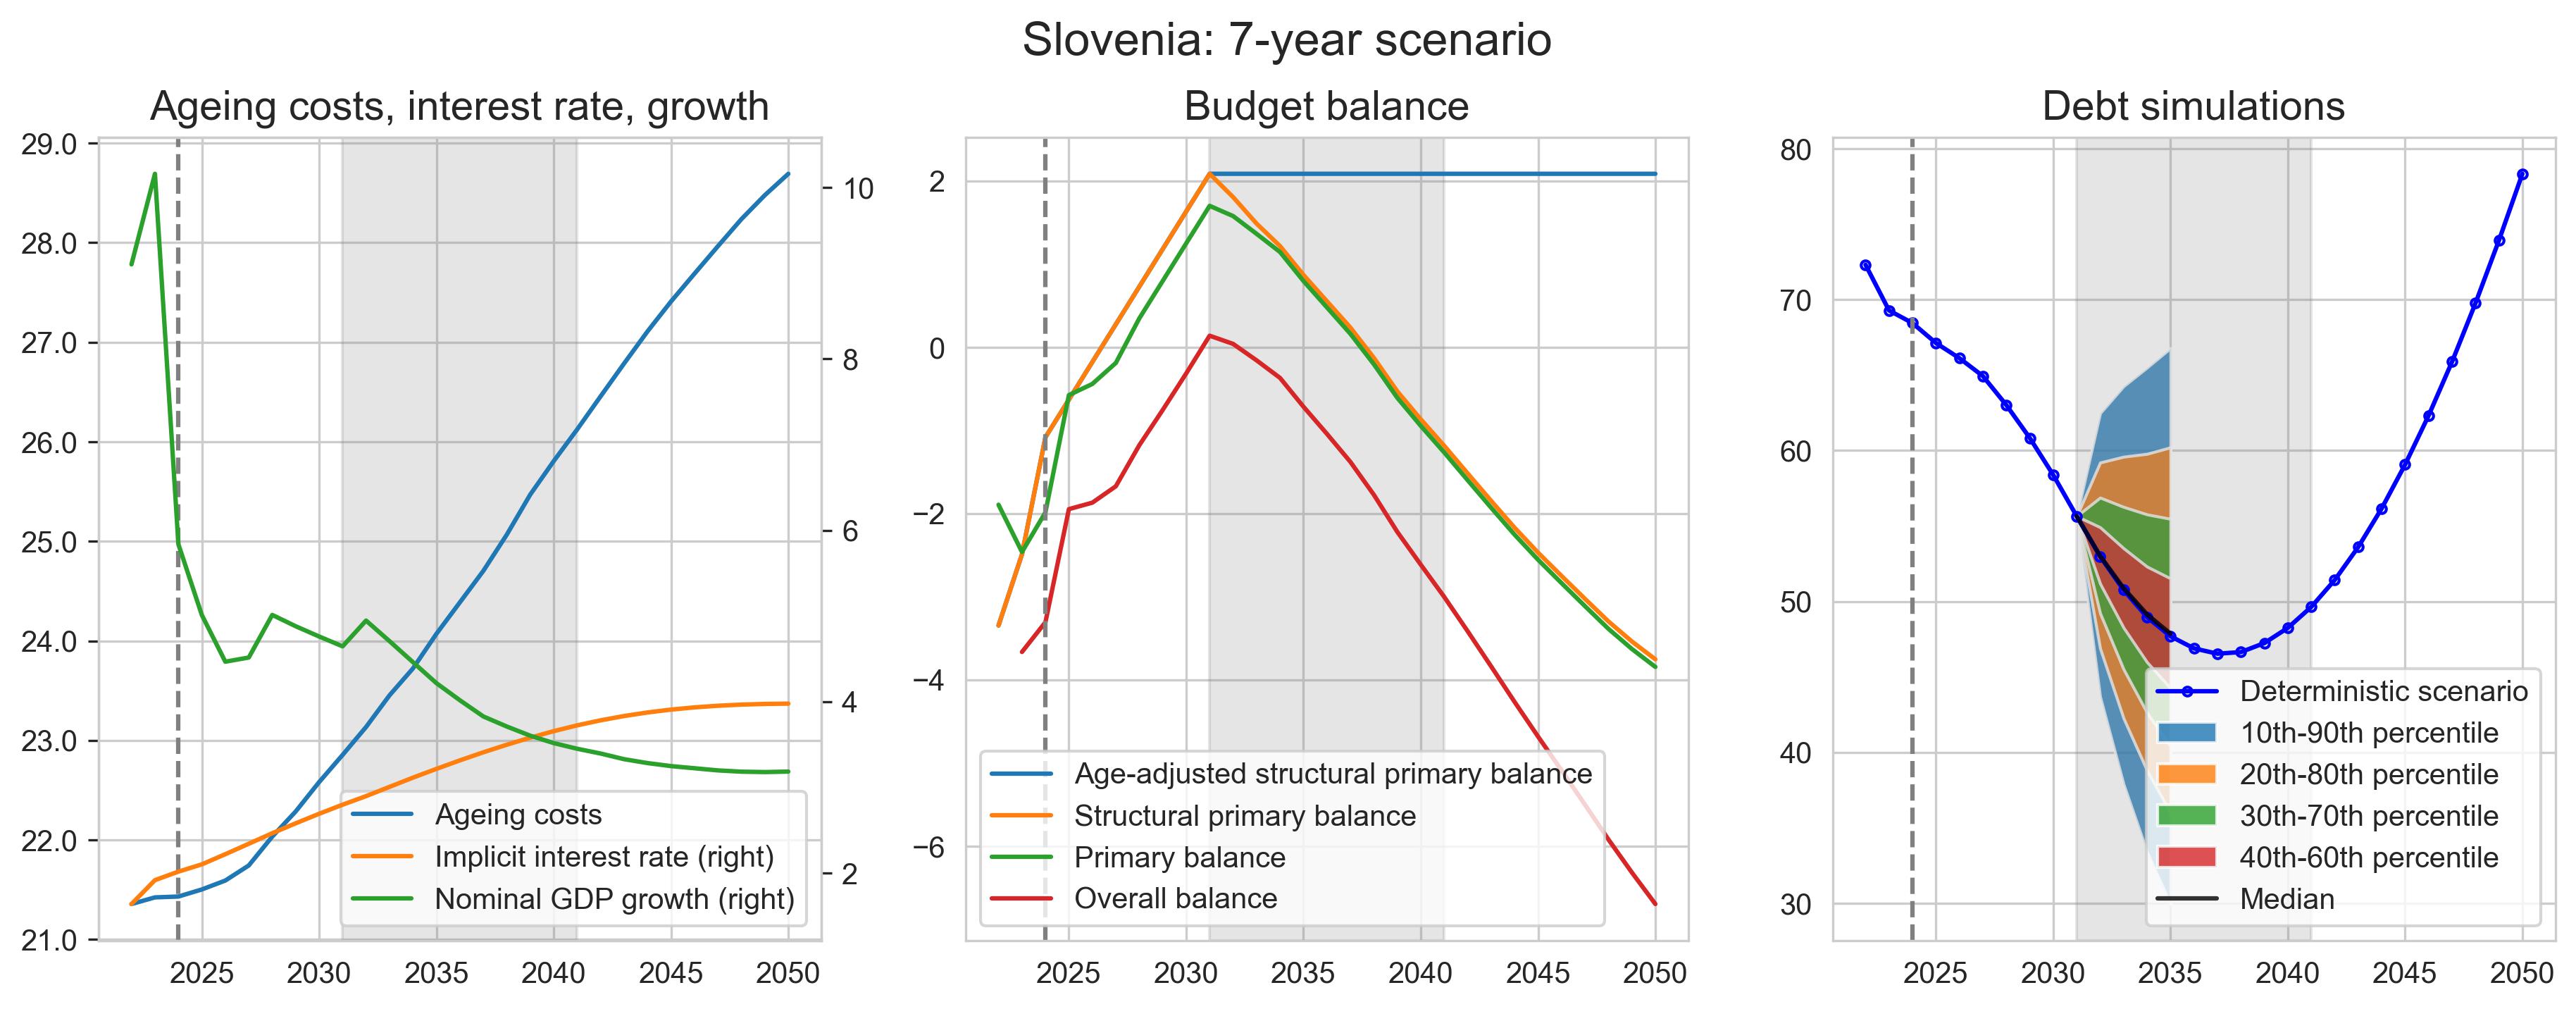 Slovenia: 7-year scenario
Ageing costs, interest rate, growth
29.0
28.0
27.0
26.0
25.0
24.0
23.0
22.0
21.0
10
8
6
4
2
2025 2030 2035 2040 2045 2050
Ageing costs
Implicit interest rate (right)
Nominal GDP growth (right)
Budget balance
2
0
−2
−4
−6
2025 2030 2035 2040 2045 2050
Age-adjusted structural primary balance
Structural primary balance
Primary balance
Overall balance
Debt simulations
80
70
60
50
40
30
2025 2030 2035 2040 2045 2050
Deterministic scenario
10th-90th percentile
20th-80th percentile
30th-70th percentile
40th-60th percentile
Median